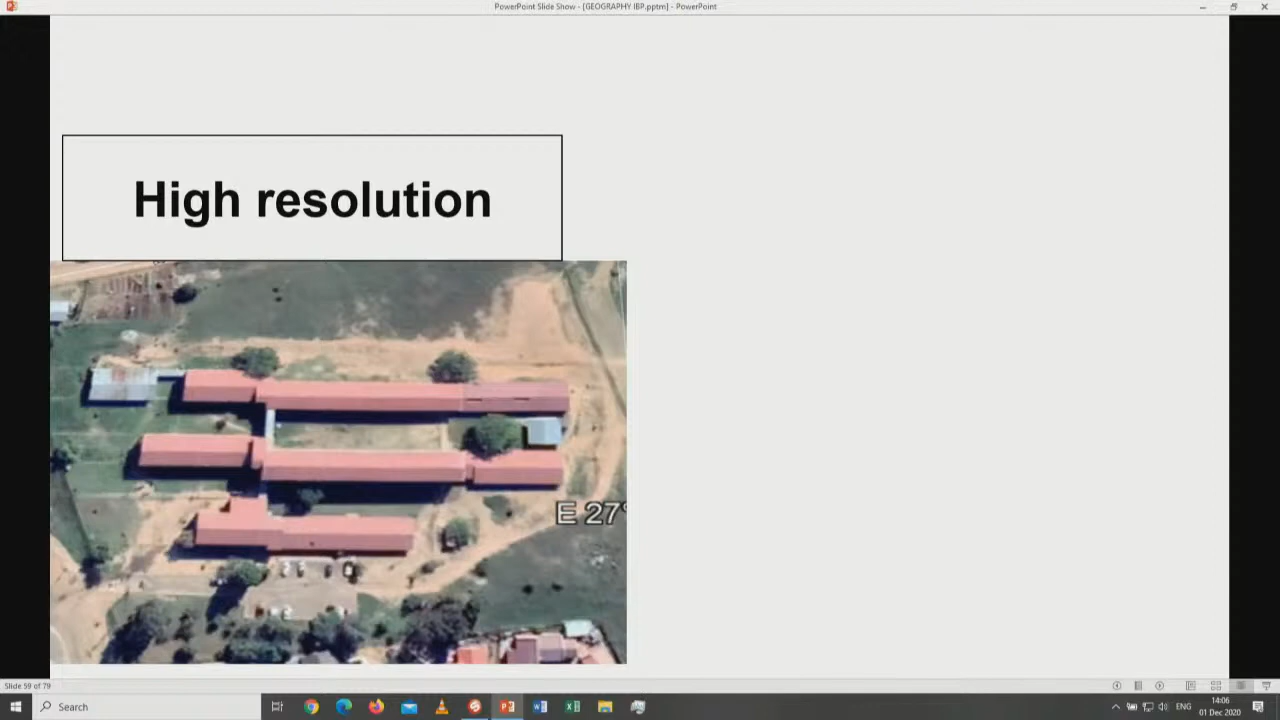 PowerPoint Slide Show - [GEOGRAPHY IBP.pptm] - PowerPoint
High resolution
E 27°
Slide 59 of 79
Search
ENG
14:06
01 Dec 2020